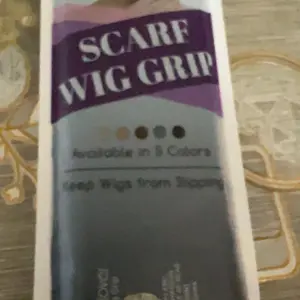 SCARF
WIG GRIP
Available in 5 Colors
Keep Wigs from Slipping